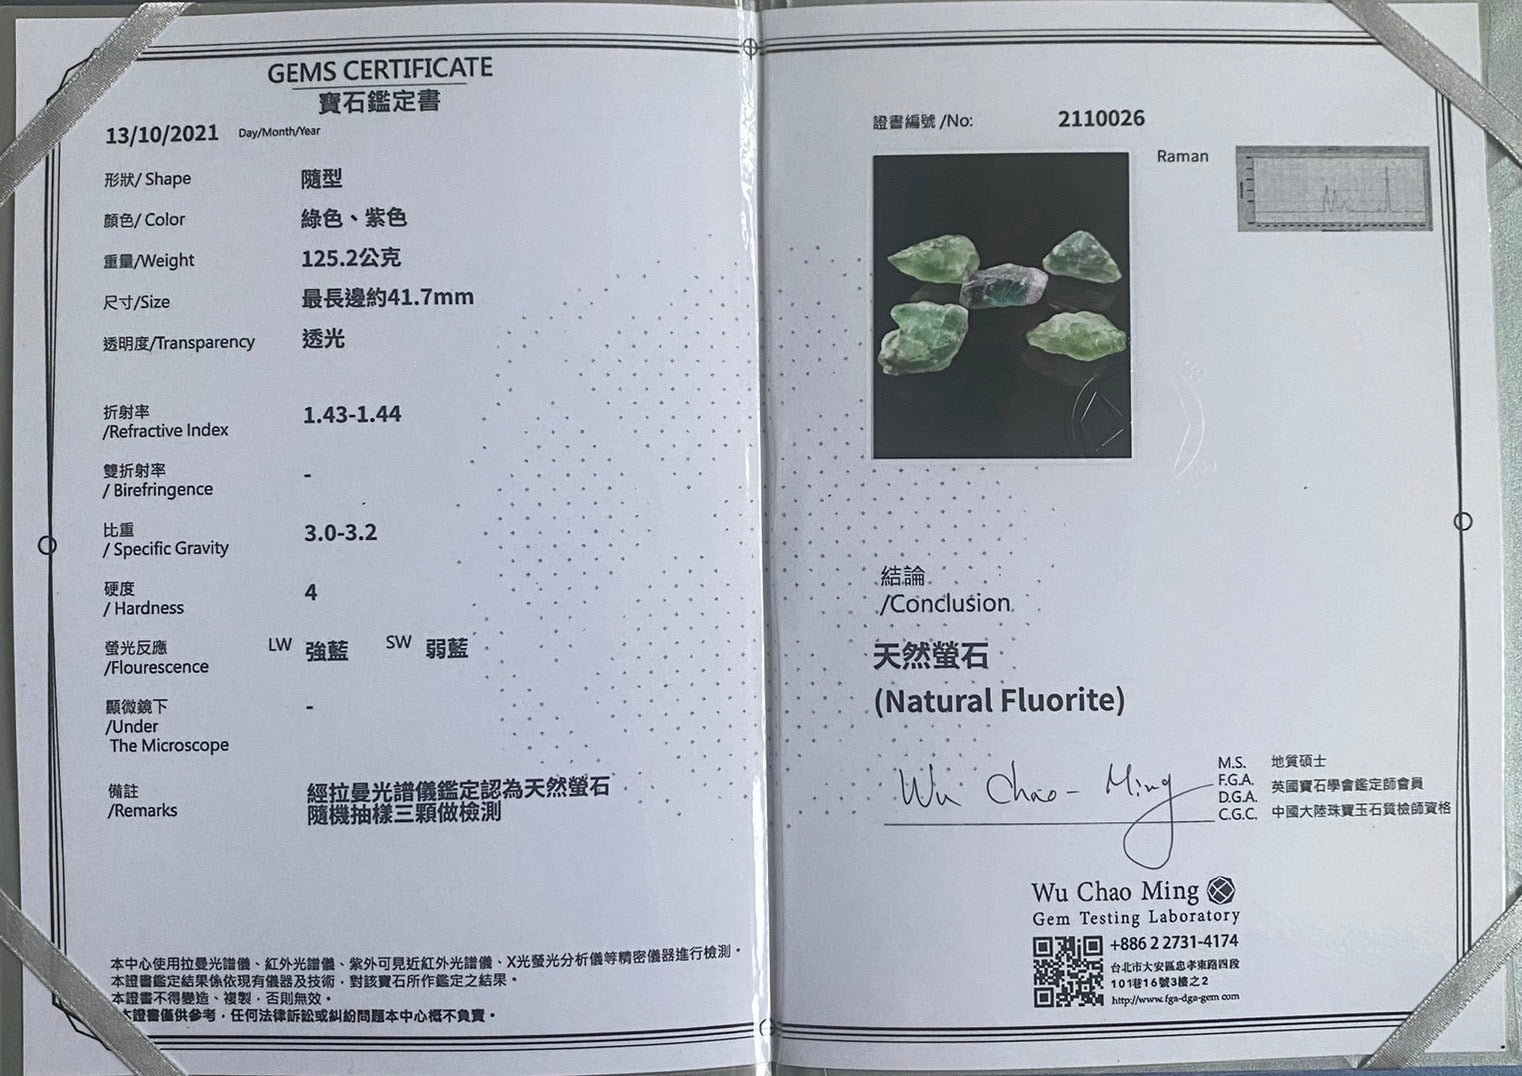 GEMS CERTIFICATE
寶石鑑定書
13/10/2021 Day/Month/Year
形狀/ Shape 隨型
顏色/ Color 綠色、紫色
重量/Weight 125.2公克
尺寸/Size 最長邊約41.7mm
透明度/Transparency 透光
折射率
/Refractive Index 1.43-1.44
雙折射率
/ Birefringence -
比重
/ Specific Gravity 3.0-3.2
硬度
/ Hardness 4
螢光反應
/Flourescence LW 強藍 SW 弱藍
顯微鏡下
/Under
The Microscope -
備註
/Remarks
經拉曼光譜儀鑑定認為天然螢石
隨機抽樣三顆做檢測
本中心使用拉曼光譜儀、紅外光譜儀、紫外可見近紅外光譜儀、X光螢光分析儀等精密儀器進行檢測。
本證書鑑定結果係依現有儀器及技術，對該寶石所作鑑定之結果。
本證書不得變造、複製，否則無效。
證書僅供參考，任何法律訴訟或糾紛問題本中心概不負責。
證書編號 /No: 2110026
Raman
結論
/Conclusion
天然螢石
(Natural Fluorite)
Wu Chao-Ming
M.S. 地質碩士
F.G.A. 英國寶石學會鑑定師會員
D.G.A.
C.G.C. 中國大陸珠寶玉石質檢師資格
Wu Chao Ming
Gem Testing Laboratory
+886 2 2731-4174
台北市大安區忠孝東路四段
101巷16號3樓之2
http://www.fga-dga-gem.com